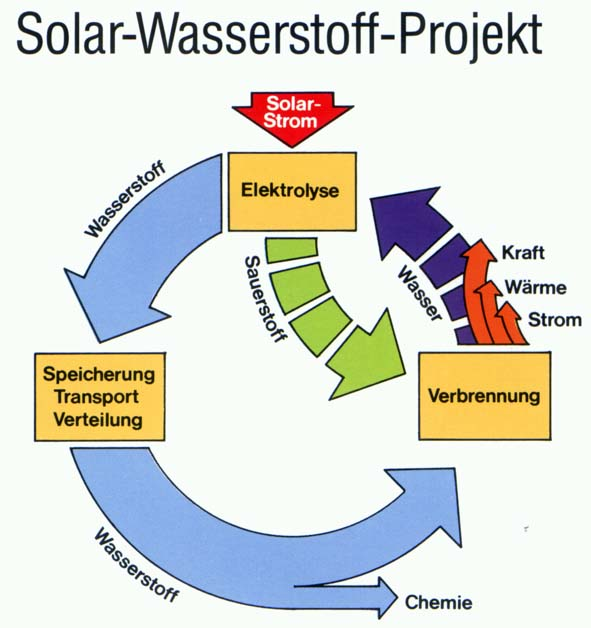 Solar-Wasserstoff-Projekt
Solar-
Strom
Elektrolyse
Wasserstoff
Sauerstoff
Wasser
Kraft
Wärme
Strom
Speicherung
Transport
Verteilung
Verbrennung
Wasserstoff
Chemie